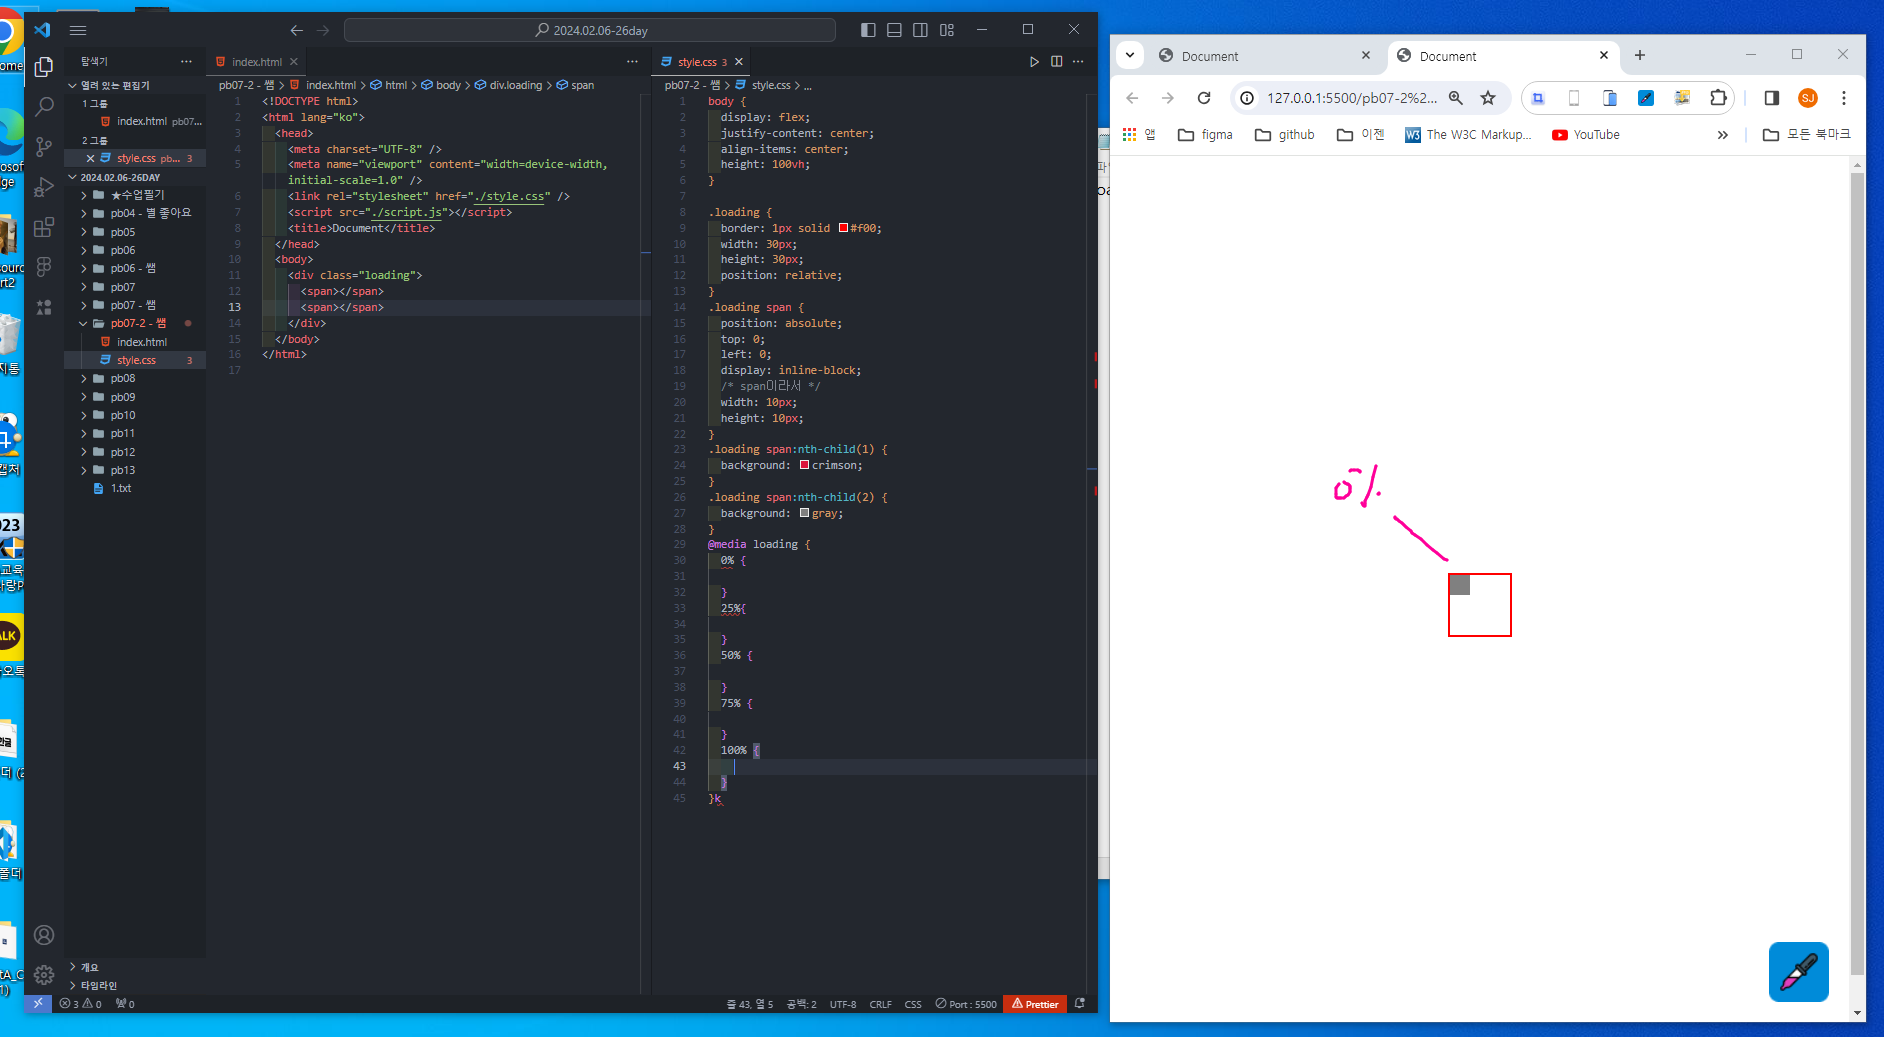 2024.02.06-26day
탐색기
열려 있는 편집기
1 그룹
index.html pb07...
2 그룹
style.css pb... 3
2024.02.06-26DAY
★수업필기
pb04 - 별 좋아요
pb05
pb06
pb06 - 쌤
pb07
pb07 - 쌤
pb07-2 - 쌤
index.html
style.css 3
pb08
pb09
pb10
pb11
pb12
pb13
1.txt
개요
타임라인
index.html
pb07-2 - 쌤 > index.html > html > body > div.loading > span
1 <!DOCTYPE html>
2 <html lang="ko">
3 <head>
4 <meta charset="UTF-8" />
5 <meta name="viewport" content="width=device-width,
initial-scale=1.0" />
6 <link rel="stylesheet" href="./style.css" />
7 <script src="./script.js"></script>
8 <title>Document</title>
9 </head>
10 <body>
11 <div class="loading">
12 <span></span>
13 <span></span>
14 </div>
15 </body>
16 </html>
17
style.css 3
pb07-2 - 쌤 > style.css > ...
1 body {
2 display: flex;
3 justify-content: center;
4 align-items: center;
5 height: 100vh;
6 }
7
8 .loading {
9 border: 1px solid #f00;
10 width: 30px;
11 height: 30px;
12 position: relative;
13 }
14 .loading span {
15 position: absolute;
16 top: 0;
17 left: 0;
18 display: inline-block;
19 /* span이라서 */
20 width: 10px;
21 height: 10px;
22 }
23 .loading span:nth-child(1) {
24 background: crimson;
25 }
26 .loading span:nth-child(2) {
27 background: gray;
28 }
29 @media loading {
30 0% {
31
32 }
33 25%{
34
35 }
36 50% {
37
38 }
39 75% {
40
41 }
42 100% {
43
44 }
45 }k
3 0 0
줄 43, 열 5 공백: 2 UTF-8 CRLF CSS Port : 5500 Prettier
Document
Document
127.0.0.1:5500/pb07-2%2...
SJ
앱 figma github 이젠 The W3C Markup... YouTube » 모든 북마크
0%